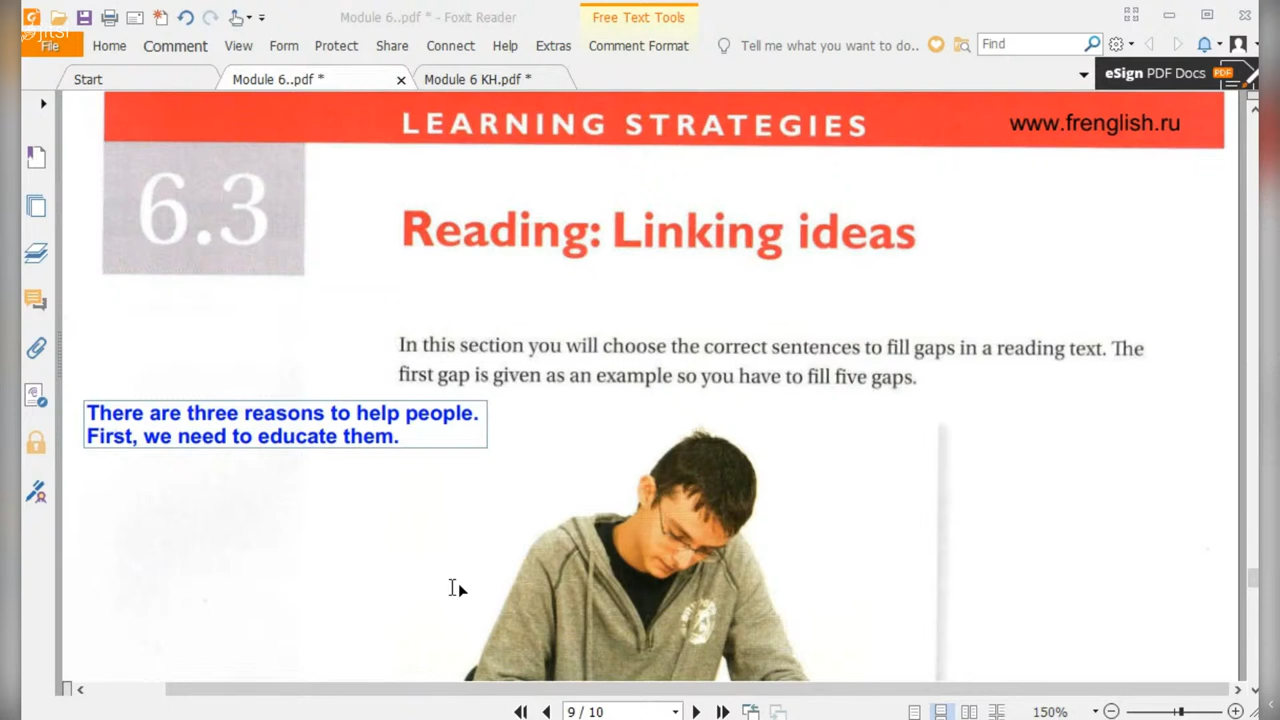 Module 6..pdf * - Foxit Reader
Free Text Tools
jitsi
File
Home
Comment
View
Form
Protect
Share
Connect
Help
Extras
Comment Format
Tell me what you want to do..
Find
Start
Module 6..pdf *
Module 6 KH.pdf *
eSign PDF Docs
PDF
LEARNING STRATEGIES
www.frenglish.ru
6.3
Reading: Linking ideas
In this section you will choose the correct sentences to fill gaps in a reading text. The
first gap is given as an example so you have to fill five gaps.
There are three reasons to help people.
First, we need to educate them.
9 / 10
150%